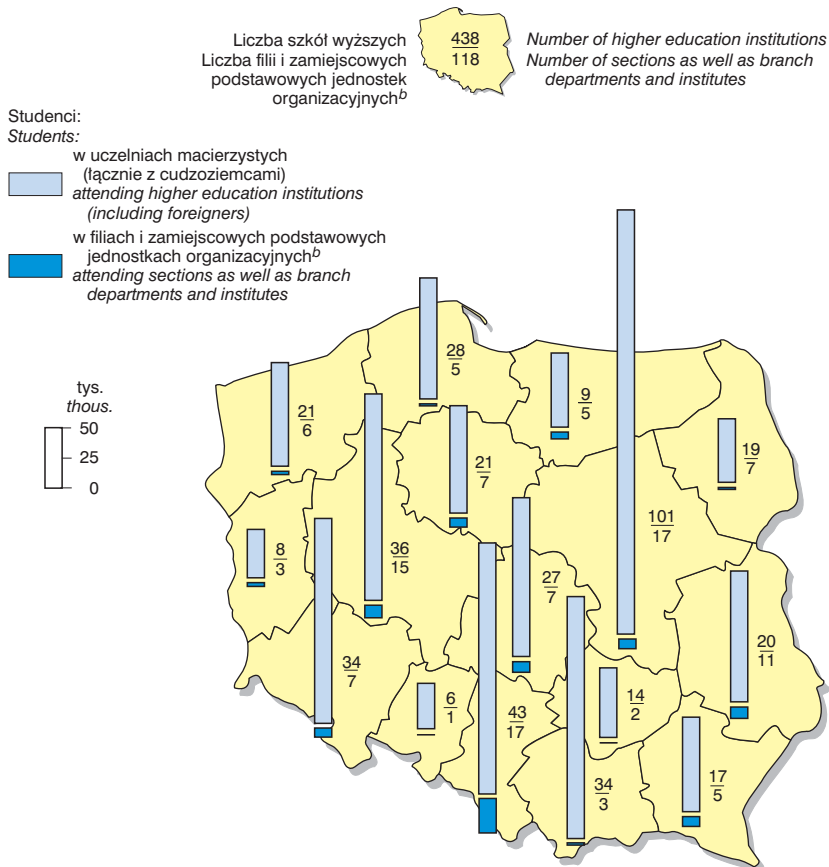 Liczba szkół wyższych
Liczba filii i zamiejscowych
podstawowych jednostek
organizacyjnych^b
438
118
Number of higher education institutions
Number of sections as well as branch
departments and institutes
Studenci:
Students:
w uczelniach macierzystych
(łącznie z cudzoziemcami)
attending higher education institutions
(including foreigners)
w filiach i zamiejscowych podstawowych
jednostkach organizacyjnych^b
attending sections as well as branch
departments and institutes
tys.
thous.
50
25
0
28
5
9
5
21
6
21
7
19
7
101
17
8
3
36
15
27
7
20
11
34
7
6
1
43
17
14
2
34
3
17
5